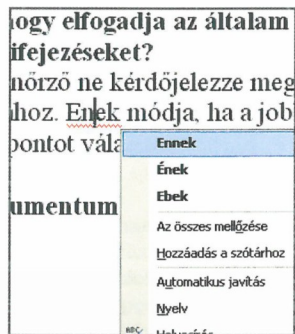 ogy elfogadja az általam
ifejezéseket?
nőrző ne kérdőjelezze meg
hoz. Enek módja, ha a job
pontot vála
Ennek
Ének
Ebek
umentum
Az összes mellőzése
Hozzáadás a szótárhoz
Automatikus javítás
Nyelv